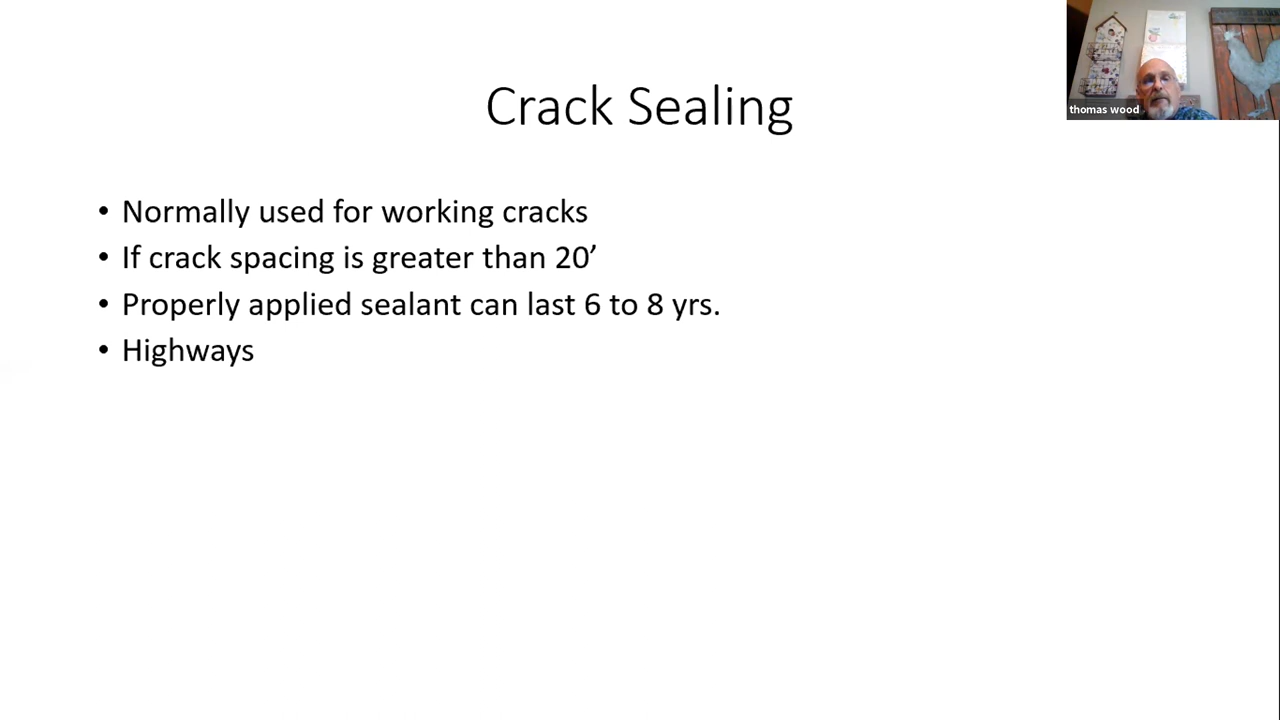 Crack Sealing
• Normally used for working cracks
• If crack spacing is greater than 20’
• Properly applied sealant can last 6 to 8 yrs.
• Highways
thomas wood